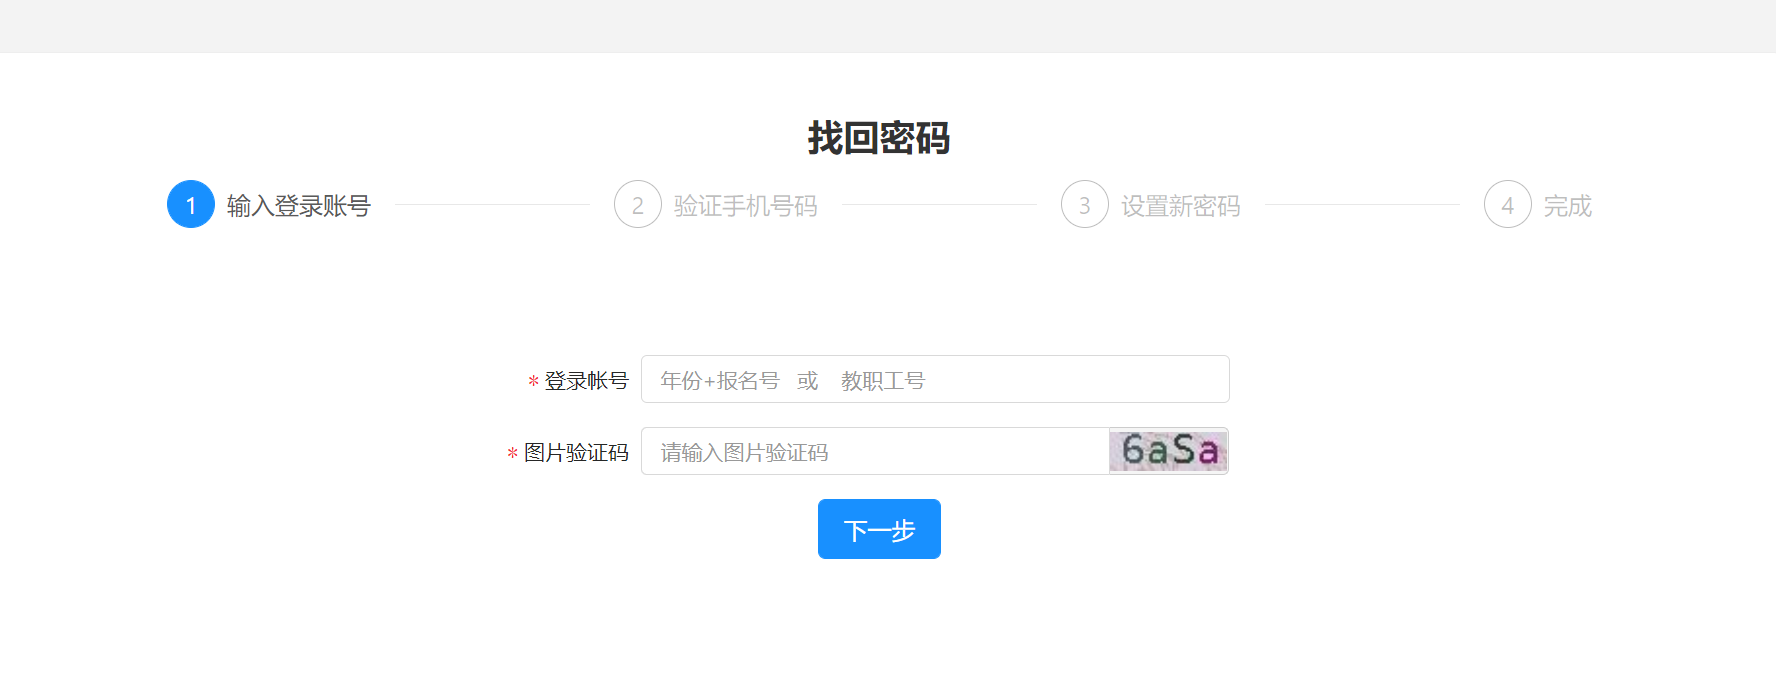 找回密码
1 输入登录账号 2 验证手机号码 3 设置新密码 4 完成
* 登录帐号 年份+报名号 或 教职工号
* 图片验证码 请输入图片验证码 6aSa
下一步